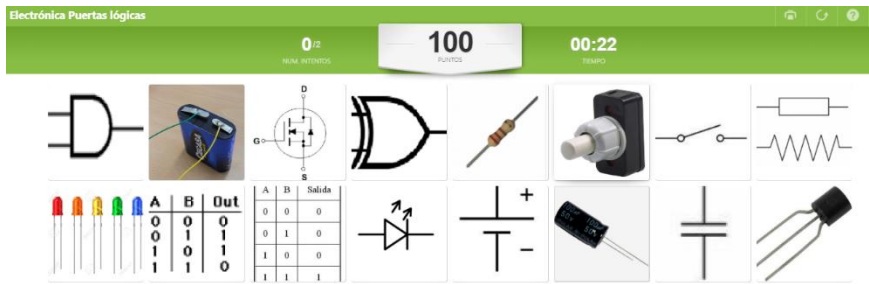 Electrónica Puertas lógicas
0/2
NUM. INTENTOS
100
PUNTOS
00:22
TIEMPO
D
G
S
A B Out
0 0 0
0 1 1
1 0 1
1 1 0
A B Salida
0 0 0
0 1 0
1 0 0
1 1 1
+
−